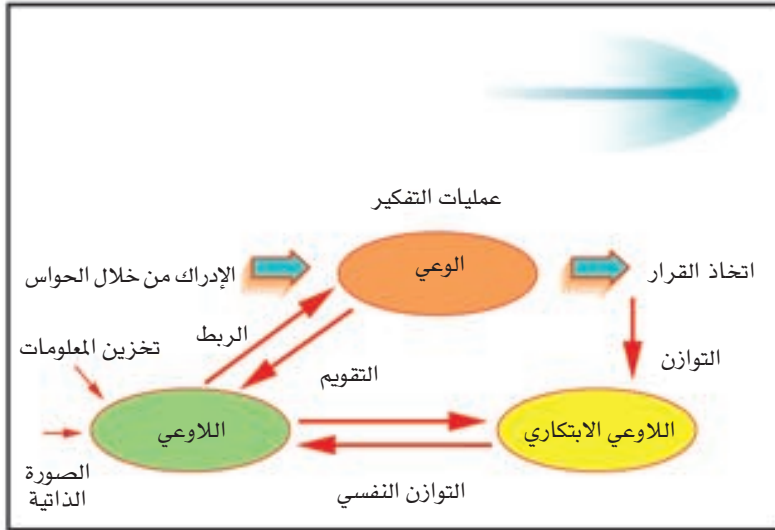 عمليات التفكير
الإدراك من خلال الحواس
الوعي
اتخاذ القرار
الربط
تخزين المعلومات
التقويم
التوازن
اللاوعي
اللاوعي الابتكاري
الصورة
الذاتية
التوازن النفسي